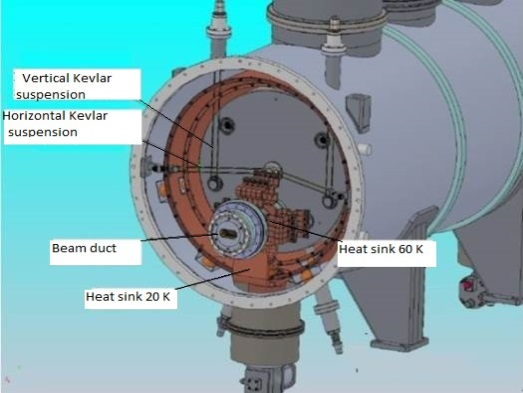 Vertical Kevlar
suspension
Horizontal Kevlar
suspension
Beam duct
Heat sink 60 K
Heat sink 20 K